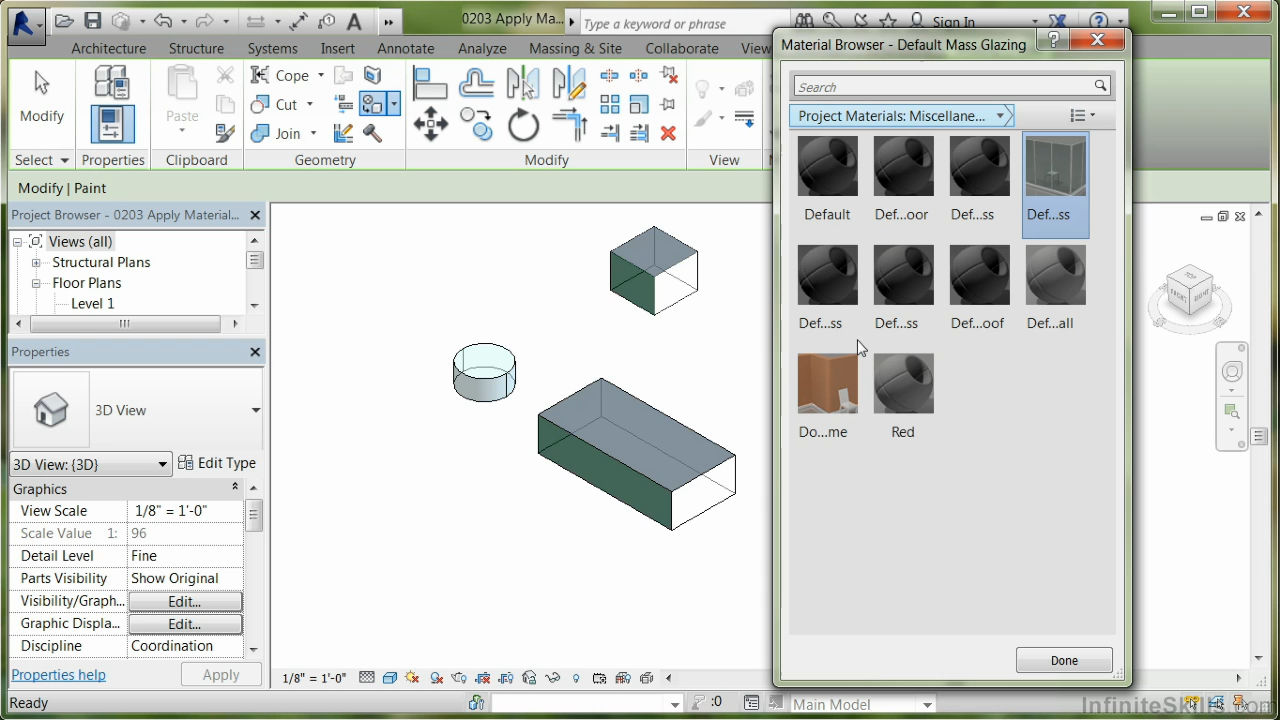 0203 Apply Ma...
Type a keyword or phrase
Sign In
Architecture Structure Systems Insert Annotate Analyze Massing & Site Collaborate View
Modify
Paste
Cope
Cut
Join
Select Properties Clipboard Geometry Modify View
Modify | Paint
Project Browser - 0203 Apply Material...
Views (all)
Structural Plans
Floor Plans
Level 1
Properties
3D View
3D View: {3D}
Edit Type
Graphics
View Scale 1/8" = 1'-0"
Scale Value 1: 96
Detail Level Fine
Parts Visibility Show Original
Visibility/Graph... Edit...
Graphic Displa... Edit...
Discipline Coordination
Properties help
Apply
1/8" = 1'-0"
Ready
:0
Main Model
TOP
FRONT
RIGHT
Material Browser - Default Mass Glazing
Search
Project Materials: Miscellane...
Default Def...oor Def...ss Def...ss
Def...ss Def...ss Def...oof Def...all
Do...me Red
Done
InfiniteSkills.com